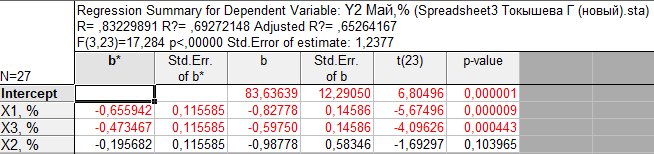 Regression Summary for Dependent Variable: Y2 Май,% (Spreadsheet3 Токышева Г (новый).sta)
R= ,83229891 R?= ,69272148 Adjusted R?= ,65264167
F(3,23)=17,284 p<,00000 Std.Error of estimate: 1,2377
N=27 b* Std.Err. of b* b Std.Err. of b t(23) p-value
Intercept 83,63639 12,29050 6,80496 0,000001
X1, % -0,655942 0,115585 -0,82778 0,14586 -5,67496 0,000009
X3, % -0,473467 0,115585 -0,59750 0,14586 -4,09626 0,000443
X2, % -0,195682 0,115585 -0,98778 0,58346 -1,69297 0,103965